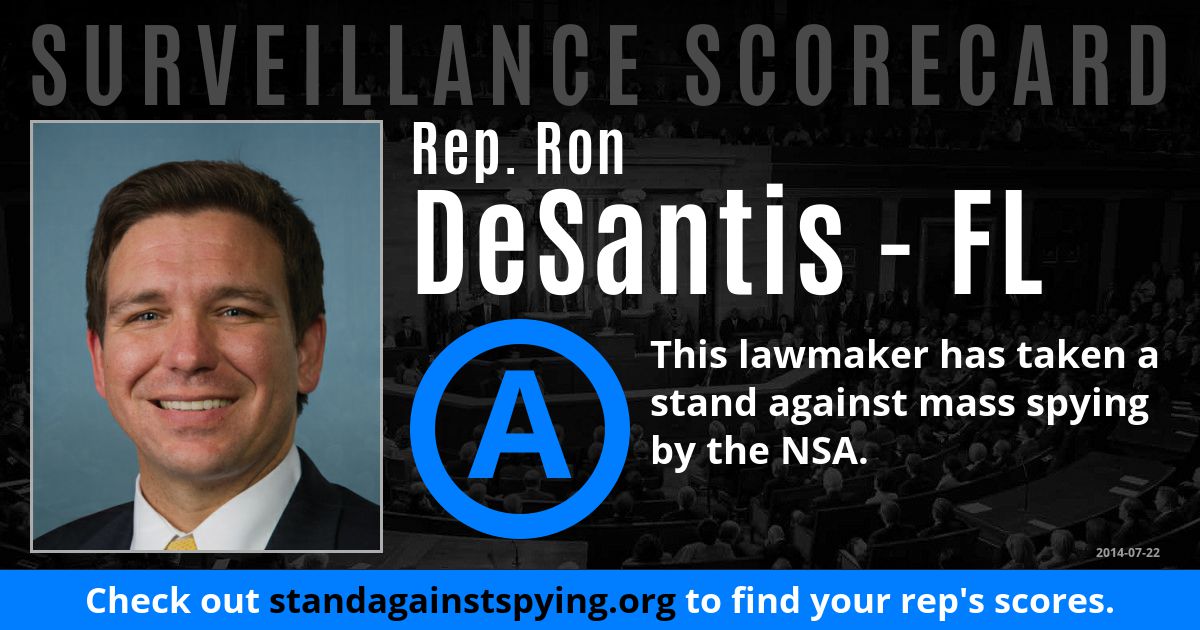 SURVEILLANCE SCORECARD
Rep. Ron
DeSantis - FL
A
This lawmaker has taken a
stand against mass spying
by the NSA.
2014-07-22
Check out standagainstspying.org to find your rep's scores.